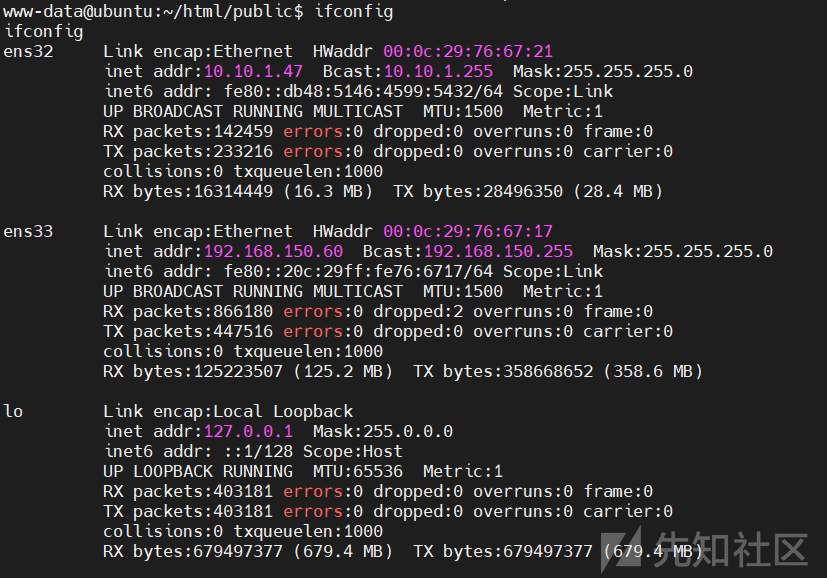 www-data@ubuntu:~/html/public$ ifconfig
ifconfig
ens32     Link encap:Ethernet  HWaddr 00:0c:29:76:67:21
          inet addr:10.10.1.47  Bcast:10.10.1.255  Mask:255.255.255.0
          inet6 addr: fe80::db48:5146:4599:5432/64 Scope:Link
          UP BROADCAST RUNNING MULTICAST  MTU:1500  Metric:1
          RX packets:142459 errors:0 dropped:0 overruns:0 frame:0
          TX packets:233216 errors:0 dropped:0 overruns:0 carrier:0
          collisions:0 txqueuelen:1000
          RX bytes:16314449 (16.3 MB)  TX bytes:28496350 (28.4 MB)
ens33     Link encap:Ethernet  HWaddr 00:0c:29:76:67:17
          inet addr:192.168.150.60  Bcast:192.168.150.255  Mask:255.255.255.0
          inet6 addr: fe80::20c:29ff:fe76:6717/64 Scope:Link
          UP BROADCAST RUNNING MULTICAST  MTU:1500  Metric:1
          RX packets:866180 errors:0 dropped:2 overruns:0 frame:0
          TX packets:447516 errors:0 dropped:0 overruns:0 carrier:0
          collisions:0 txqueuelen:1000
          RX bytes:125223507 (125.2 MB)  TX bytes:358668652 (358.6 MB)
lo        Link encap:Local Loopback
          inet addr:127.0.0.1  Mask:255.0.0.0
          inet6 addr: ::1/128 Scope:Host
          UP LOOPBACK RUNNING  MTU:65536  Metric:1
          RX packets:403181 errors:0 dropped:0 overruns:0 frame:0
          TX packets:403181 errors:0 dropped:0 overruns:0 carrier:0
          collisions:0 txqueuelen:1000
          RX bytes:679497377 (679.4 MB)  TX bytes:679497377 (679.4 MB)
先知社区